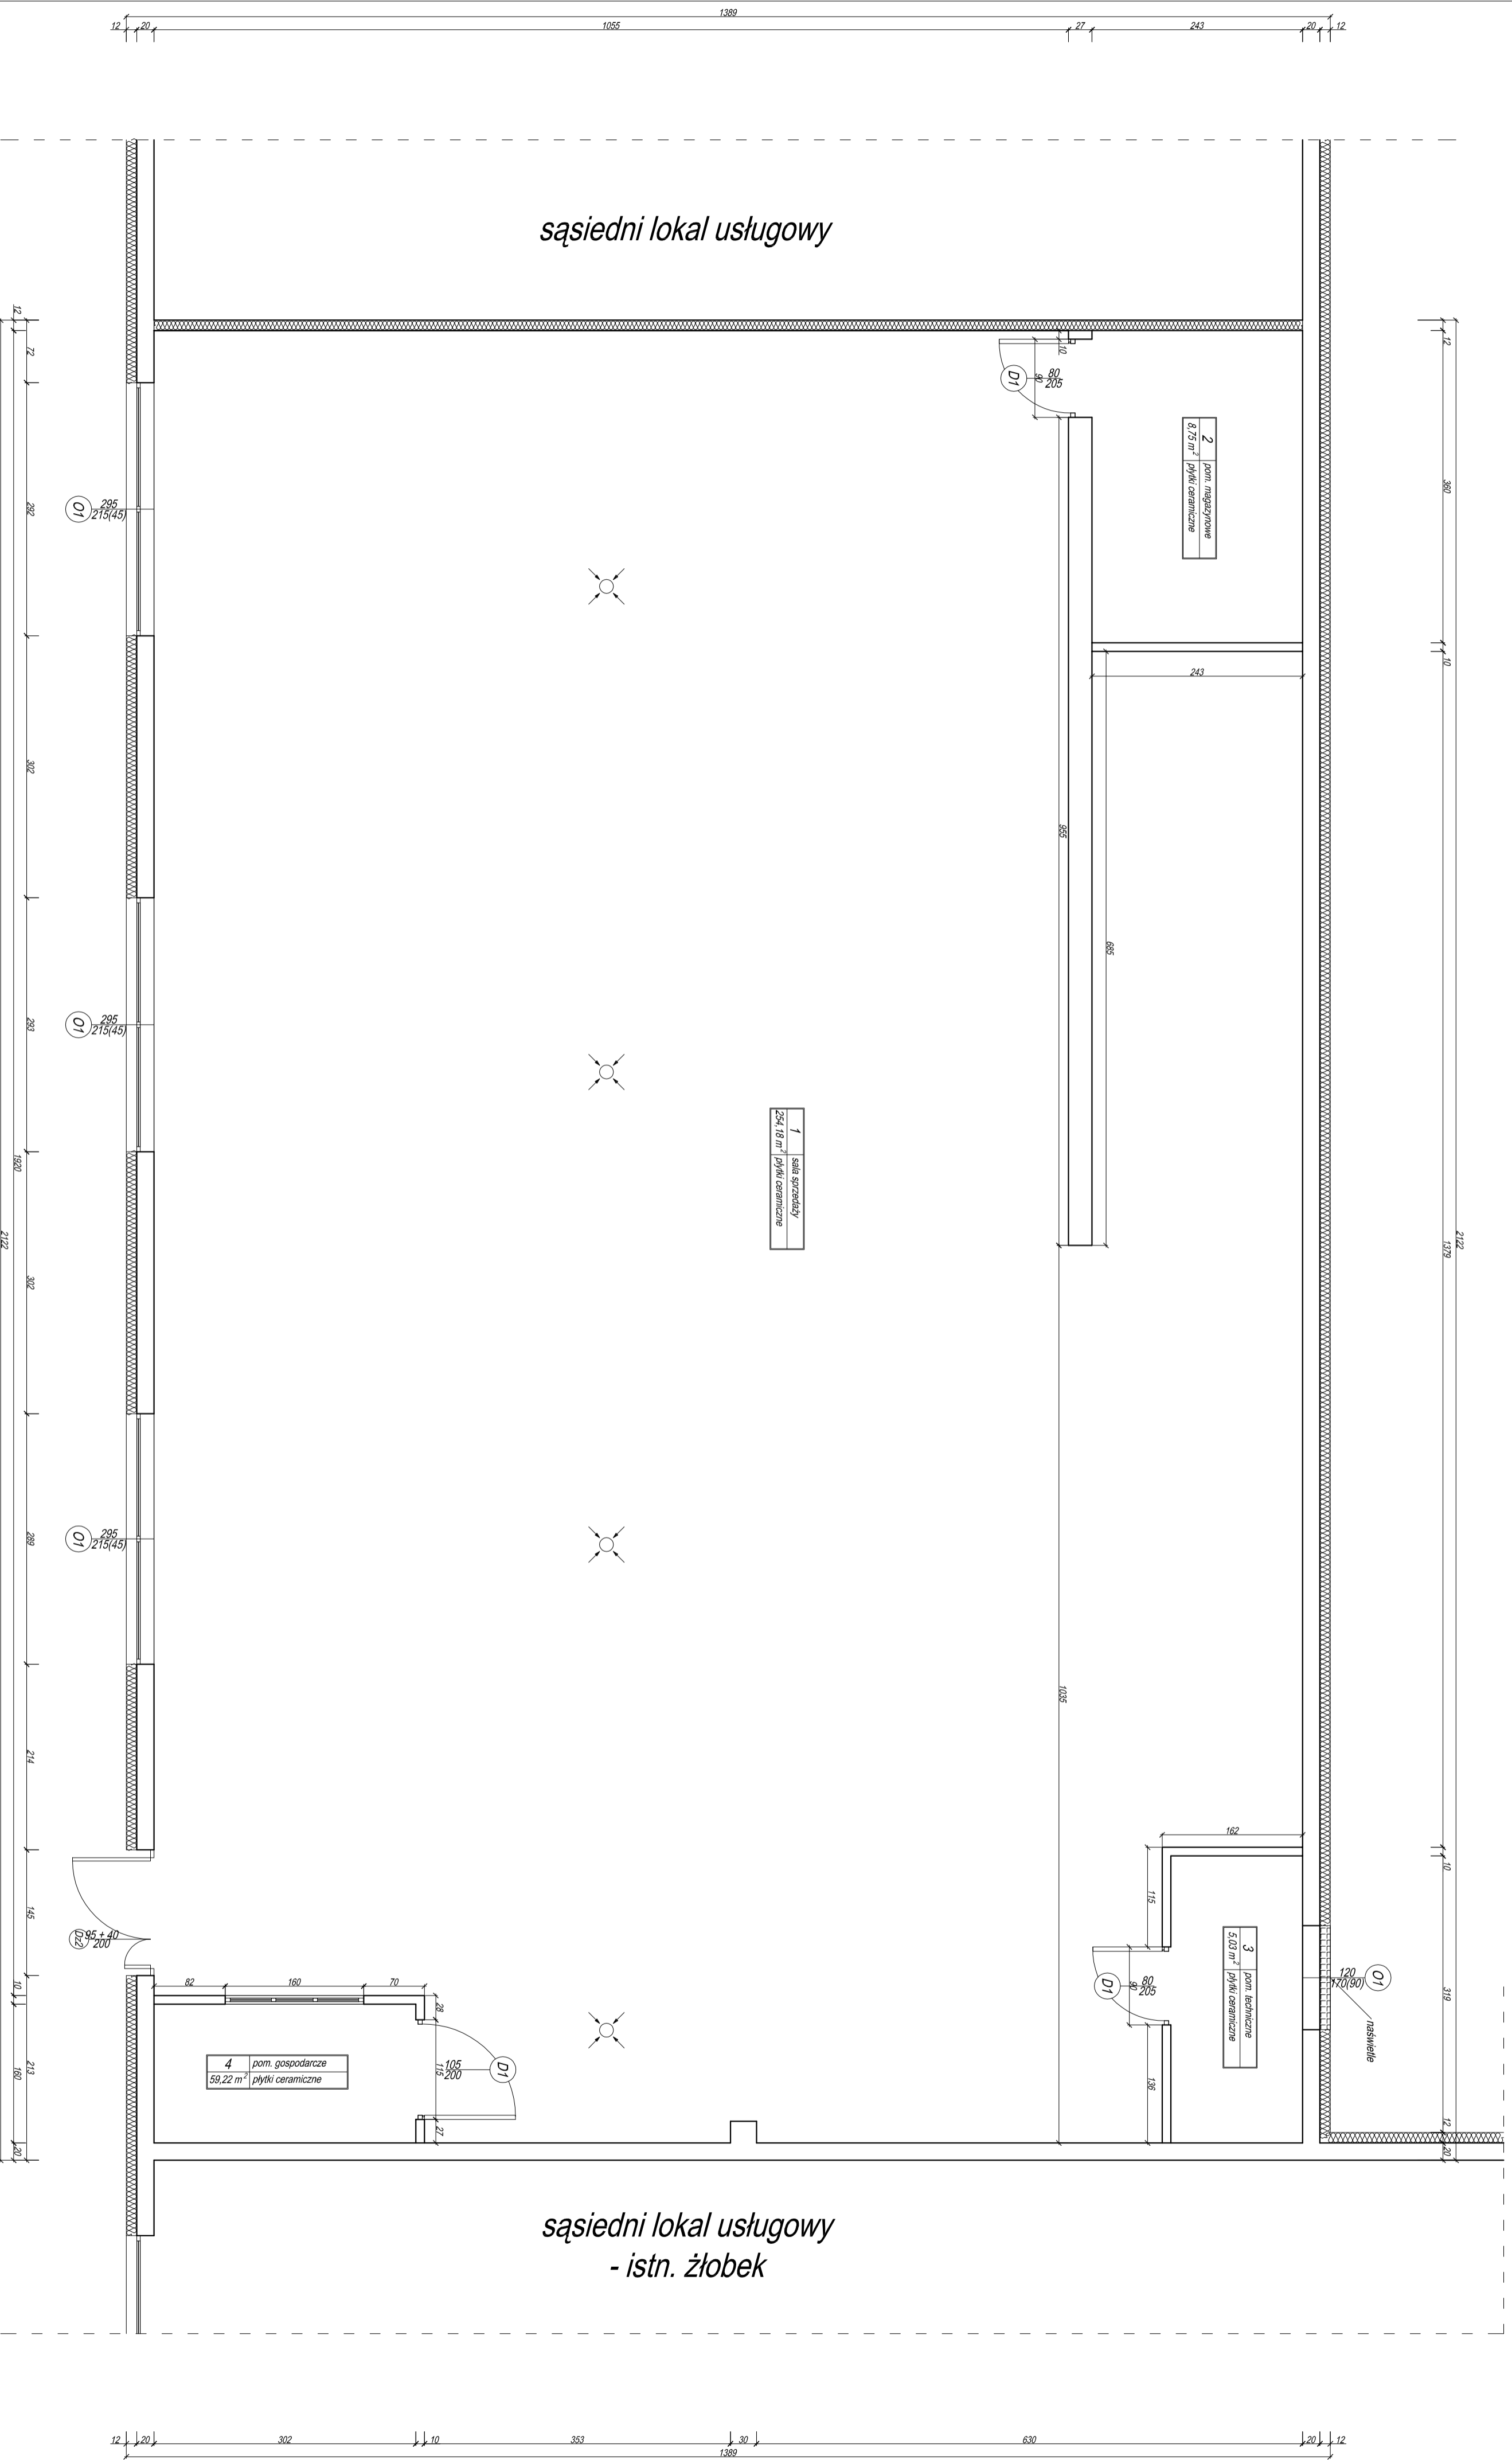 1389
12 20 1055 27 243 20 12
sąsiedni lokal usługowy
12
72
292
302
293
302
289
214
145
10
213
160
20
1920
2122
12
360
10
1379
2122
10
319
12
20
10
90
80
205
D1
2 pom. magazynowe
8,75 m² płytki ceramiczne
O1
295
215(45)
243
955
685
O1
295
215(45)
1 sala sprzedaży
254,18 m² płytki ceramiczne
O1
295
215(45)
1035
162
115
Dz2
95 + 40
200
82 160 70
28
D1
90
80
205
3 pom. techniczne
5,03 m² płytki ceramiczne
120
170(90)
O1
naświetle
4 pom. gospodarcze
59,22 m² płytki ceramiczne
115
105
200
D1
27
136
sąsiedni lokal usługowy
- istn. żłobek
12 20 302 10 353 30 630 20 12
1389